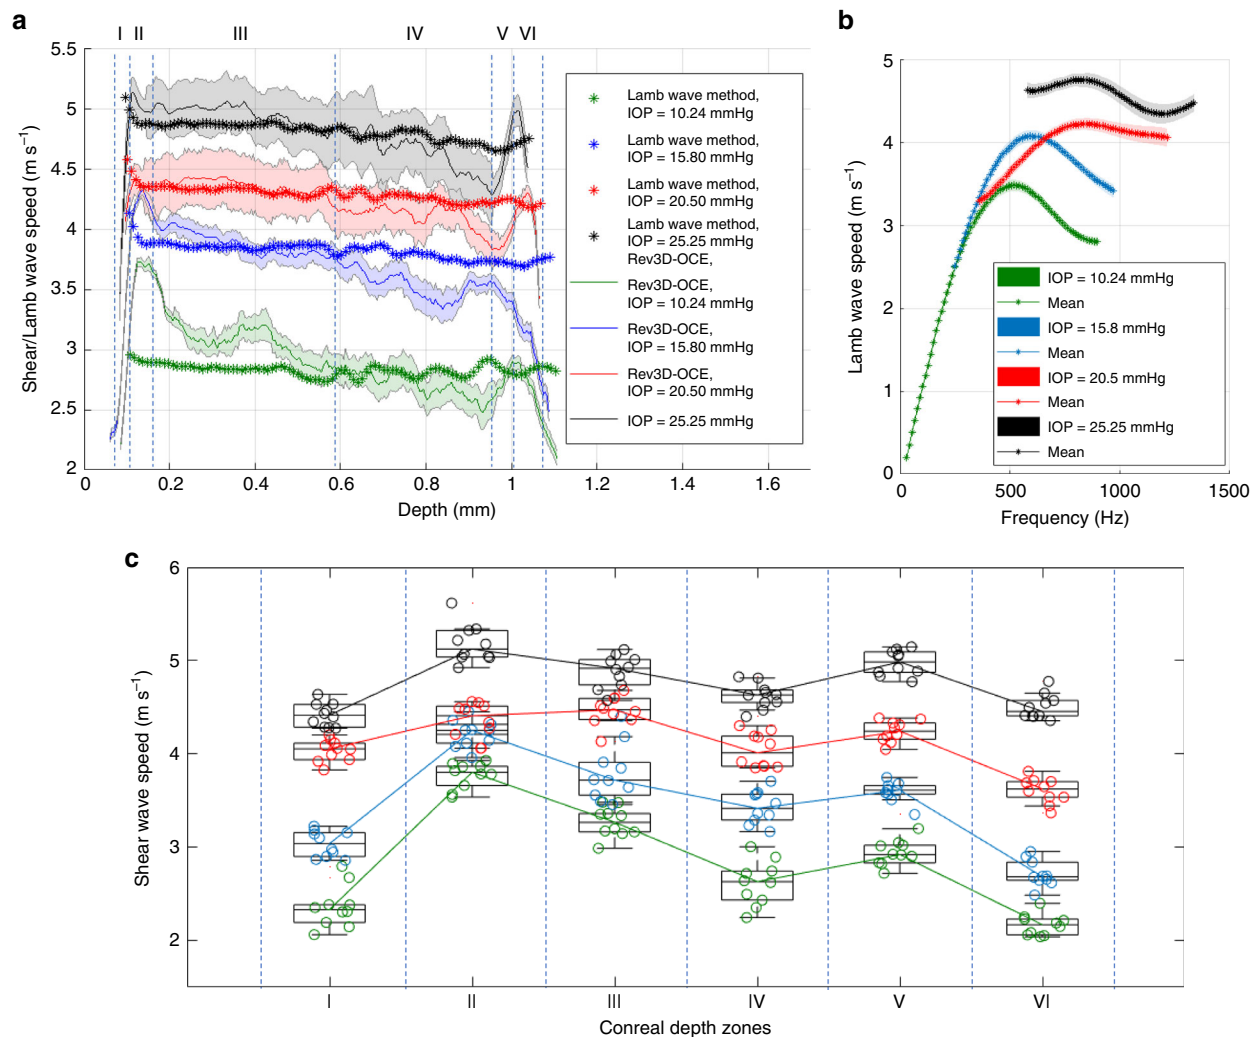 a
I II III IV V VI
5.5
5
4.5
4
3.5
3
2.5
2
0 0.2 0.4 0.6 0.8 1 1.2 1.4 1.6
Depth (mm)
Shear/Lamb wave speed (m s⁻¹)
Lamb wave method,
IOP = 10.24 mmHg
Lamb wave method,
IOP = 15.80 mmHg
Lamb wave method,
IOP = 20.50 mmHg
Lamb wave method,
IOP = 25.25 mmHg
Rev3D-OCE,
Rev3D-OCE,
IOP = 10.24 mmHg
Rev3D-OCE,
IOP = 15.80 mmHg
Rev3D-OCE,
IOP = 20.50 mmHg
IOP = 25.25 mmHg
b
5
4
3
2
1
0
0 500 1000 1500
Frequency (Hz)
Lamb wave speed (m s⁻¹)
IOP = 10.24 mmHg
Mean
IOP = 15.8 mmHg
Mean
IOP = 20.5 mmHg
Mean
IOP = 25.25 mmHg
Mean
c
6
5
4
3
2
Shear wave speed (m s⁻¹)
I II III IV V VI
Conreal depth zones